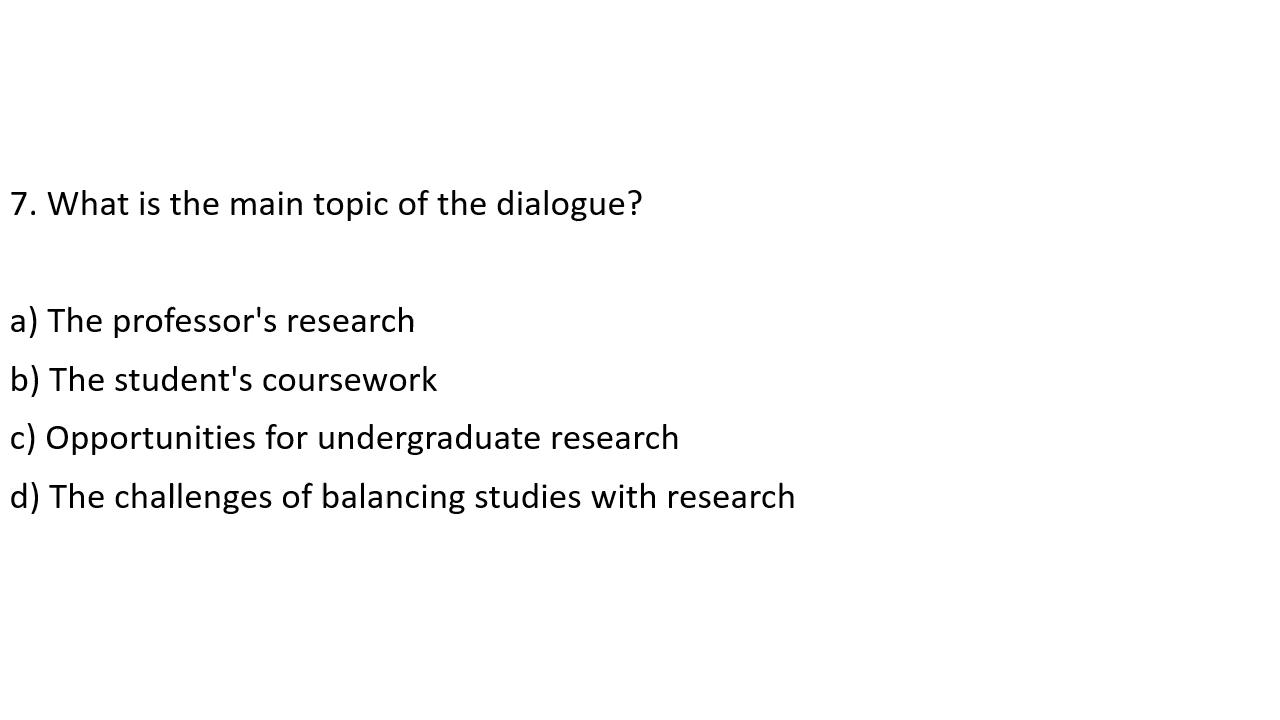 7. What is the main topic of the dialogue?
a) The professor's research
b) The student's coursework
c) Opportunities for undergraduate research
d) The challenges of balancing studies with research